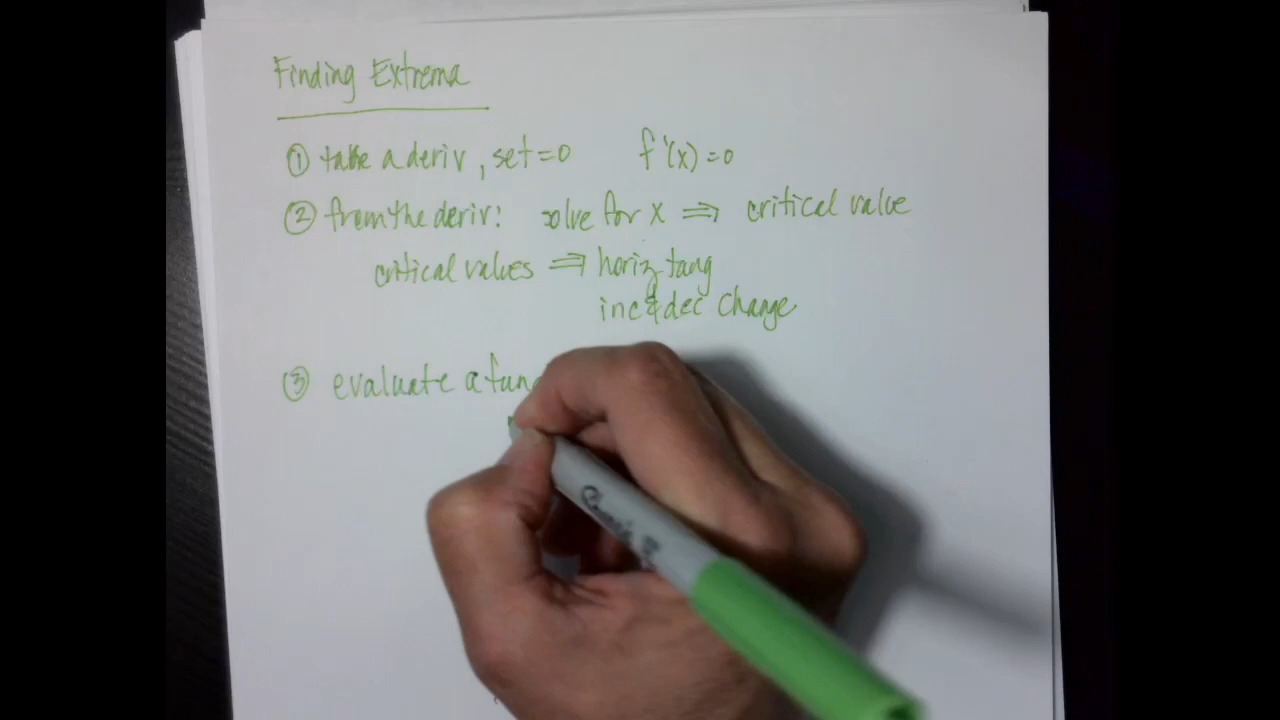 Finding Extrema
① take a deriv, set=0 f'(x)=0
② from the deriv: solve for x ⇒ critical value
critical values ⇒ horiz tang
inc & dec change
③ evaluate a func